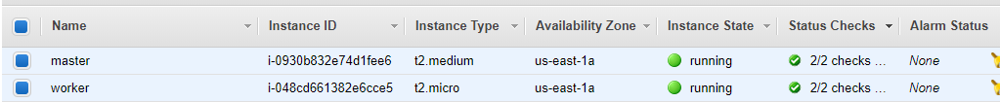 Name Instance ID Instance Type Availability Zone Instance State Status Checks Alarm Status
master i-0930b832e74d1fee6 t2.medium us-east-1a running 2/2 checks ... None
worker i-048cd661382e6cce5 t2.micro us-east-1a running 2/2 checks ... None